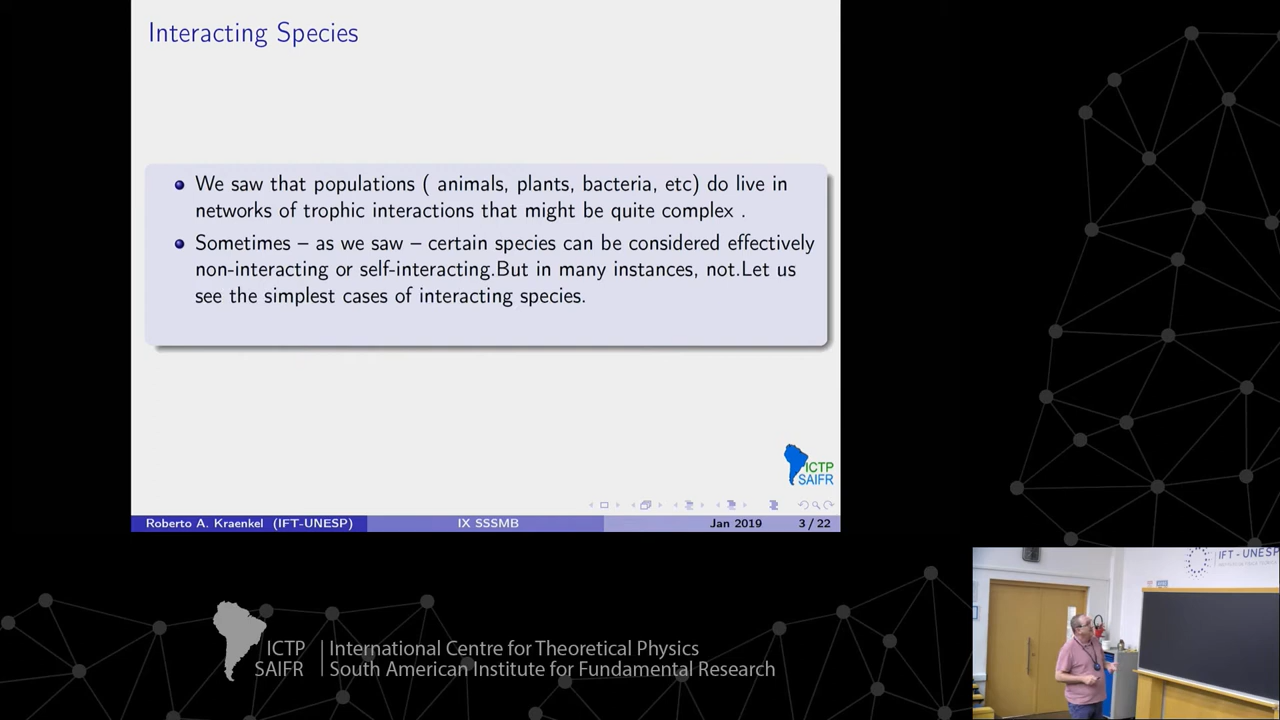 Interacting Species
We saw that populations ( animals, plants, bacteria, etc) do live in
networks of trophic interactions that might be quite complex .
Sometimes – as we saw – certain species can be considered effectively
non-interacting or self-interacting.But in many instances, not.Let us
see the simplest cases of interacting species.
ICTP
SAIFR
Roberto A. Kraenkel (IFT-UNESP) IX SSSMB Jan 2019 3 / 22
IFT - UNESP
ICTP International Centre for Theoretical Physics
SAIFR South American Institute for Fundamental Research